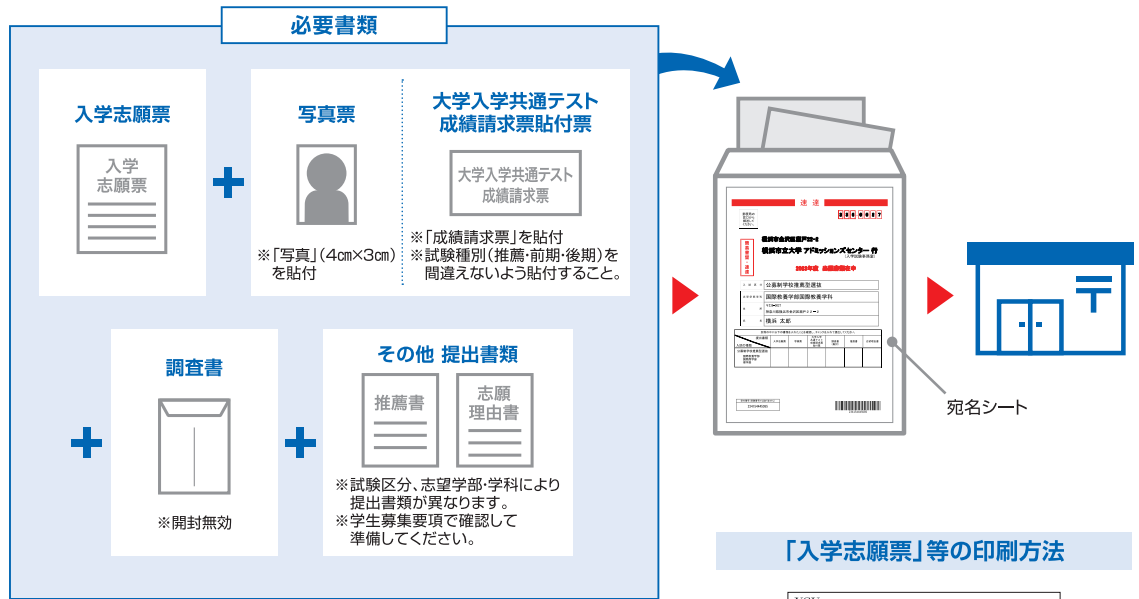 必要書類
入学志願票
入学
志願票
写真票
※「写真」(4cm×3cm)
を貼付
大学入学共通テスト
成績請求票貼付票
大学入学共通テスト
成績請求票
※「成績請求票」を貼付
※試験種別(推薦・前期・後期)を
間違えないよう貼付すること。
調査書
※開封無効
その他 提出書類
推薦書
志願
理由書
※試験区分、志望学部・学科により
提出書類が異なります。
※学生募集要項で確認して
準備してください。
速 達
横浜市立大学 アドミッションズセンター 行
公募制学校推薦型選抜
国際教養学部国際教養学科
横浜 太郎
宛名シート
「入学志願票」等の印刷方法